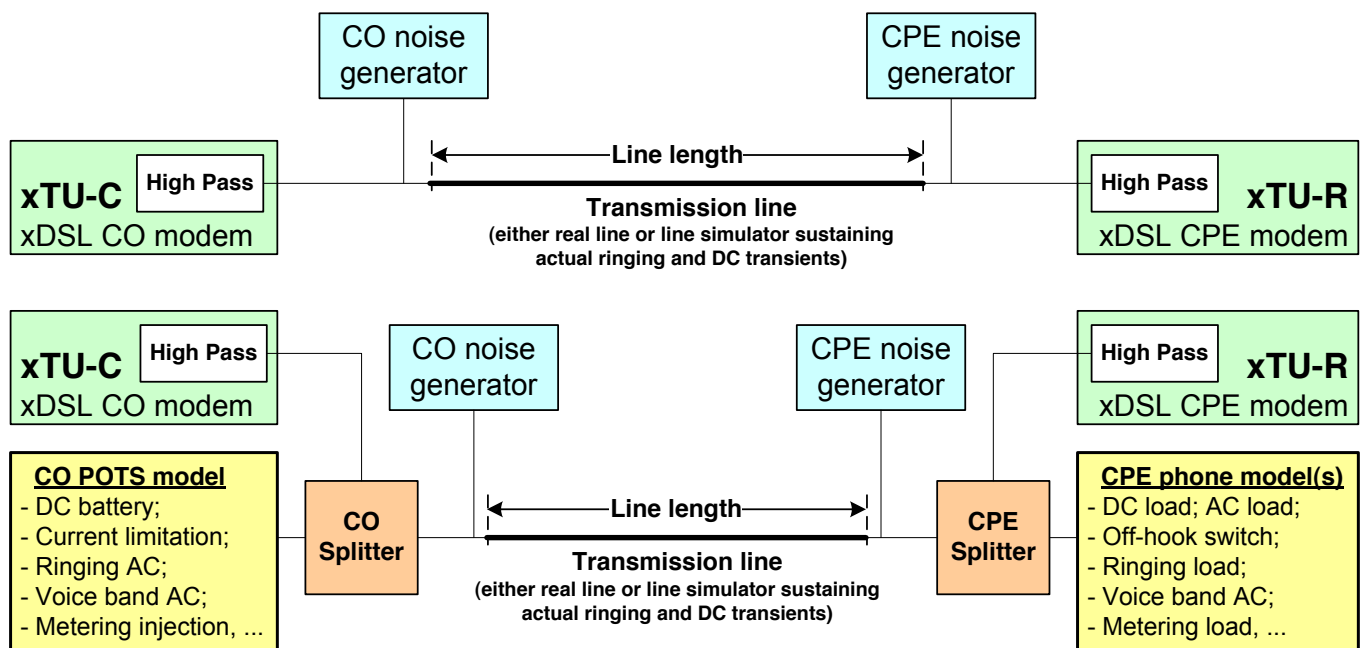 CO noise
generator
CPE noise
generator
xTU-C
High Pass
xDSL CO modem
Line length
Transmission line
(either real line or line simulator sustaining
actual ringing and DC transients)
High Pass
xTU-R
xDSL CPE modem
xTU-C
High Pass
xDSL CO modem
CO noise
generator
CPE noise
generator
High Pass
xTU-R
xDSL CPE modem
CO POTS model
- DC battery;
- Current limitation;
- Ringing AC;
- Voice band AC;
- Metering injection, ...
CO
Splitter
Line length
Transmission line
(either real line or line simulator sustaining
actual ringing and DC transients)
CPE
Splitter
CPE phone model(s)
- DC load; AC load;
- Off-hook switch;
- Ringing load;
- Voice band AC;
- Metering load, ...